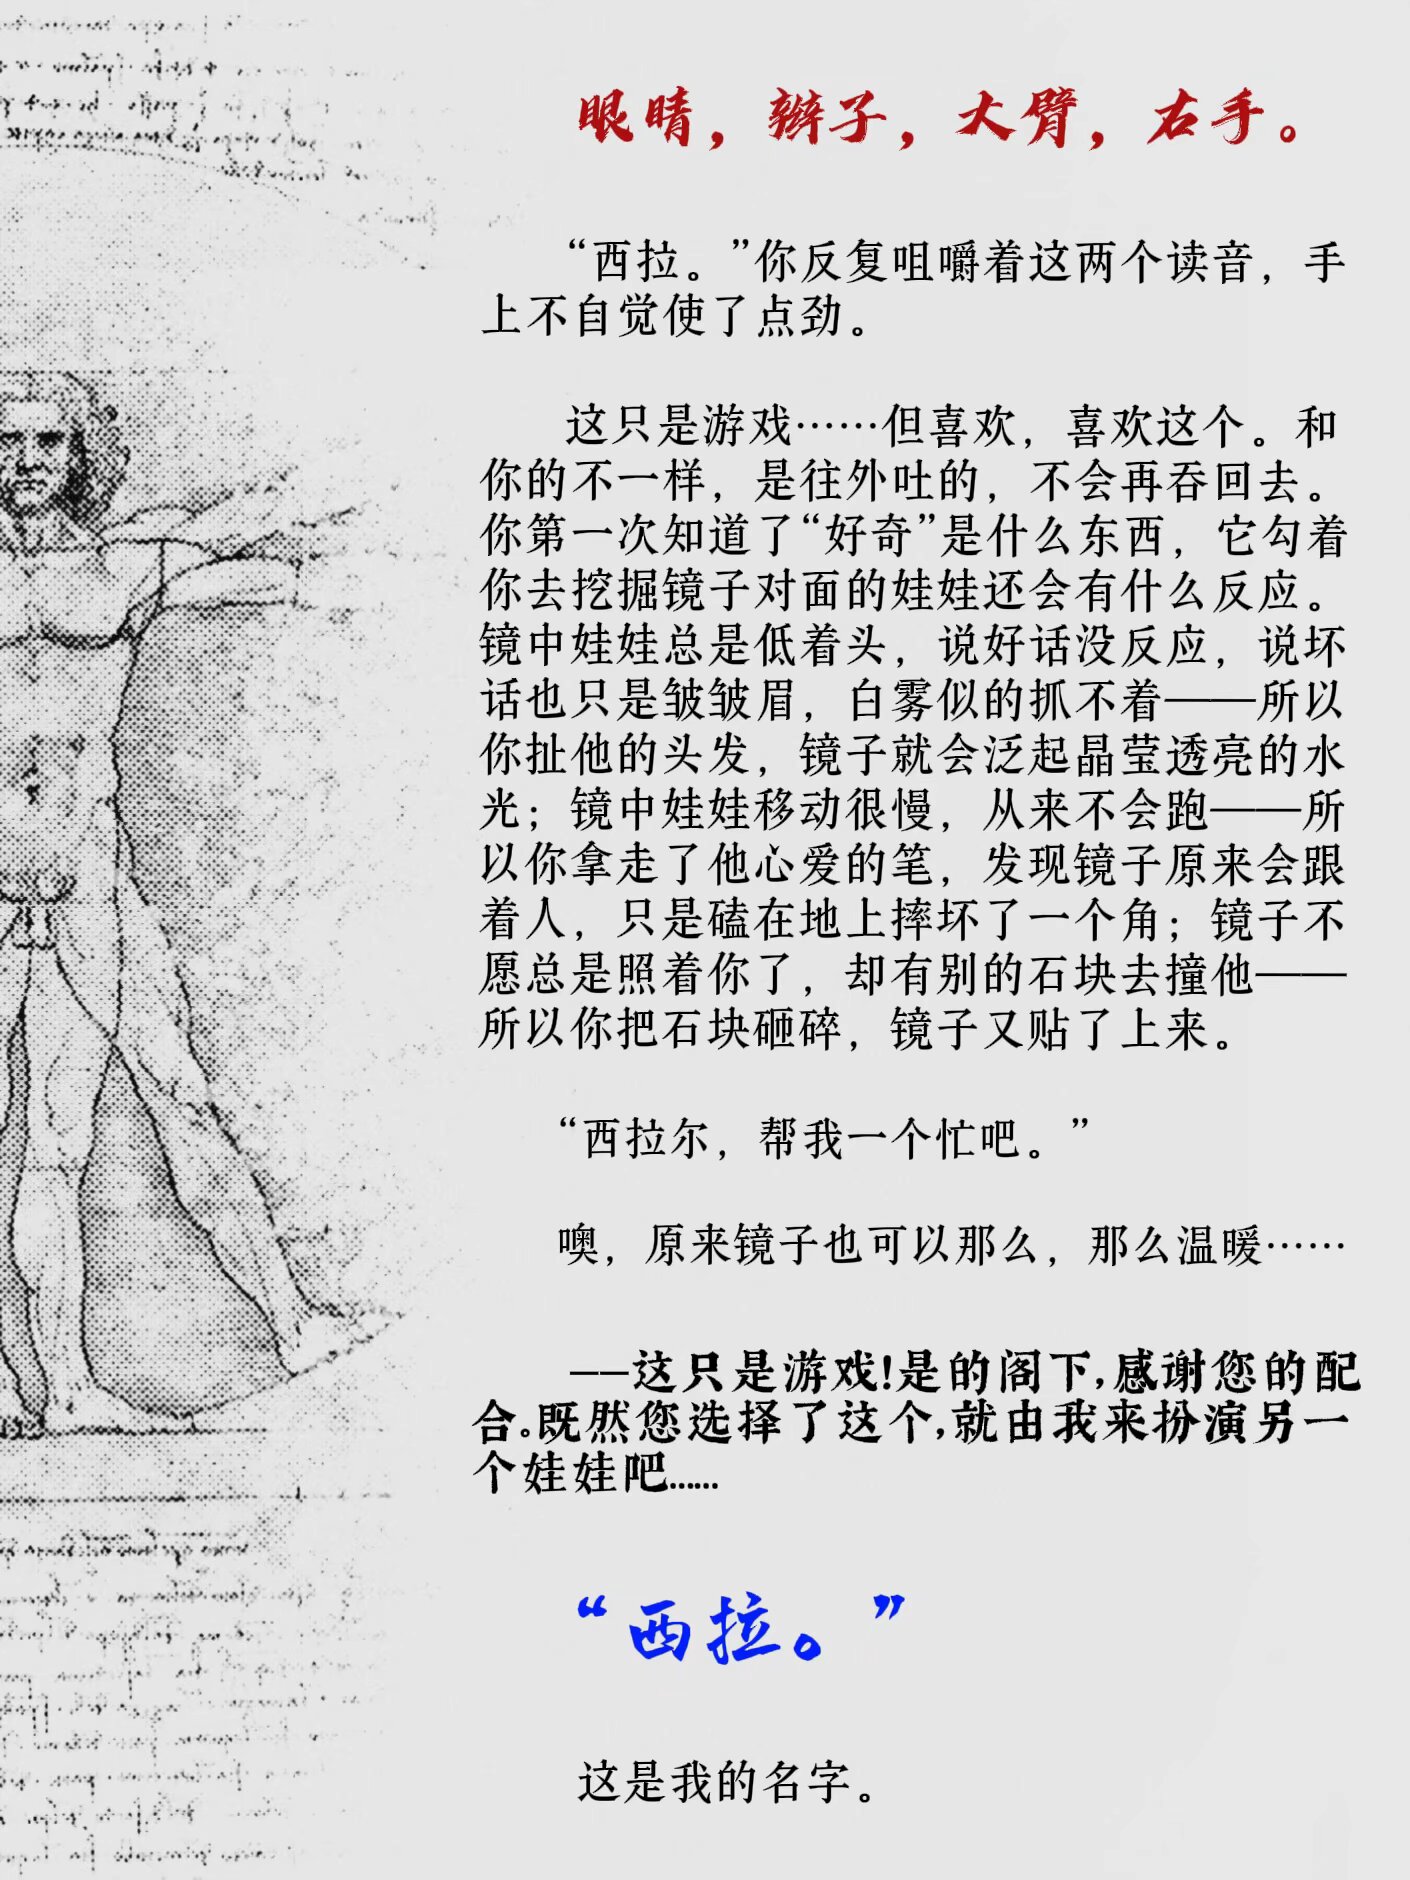 眼睛，辫子，大臂，右手。
“西拉。”你反复咀嚼着这两个读音，手
上不自觉使了点劲。
这只是游戏……但喜欢，喜欢这个。和
你的不一样，是往外吐的，不会再吞回去。
你第一次知道了“好奇”是什么东西，它勾着
你去挖掘镜子对面的娃娃还会有什么反应。
镜中娃娃总是低着头，说好话没反应，说坏
话也只是皱皱眉，白雾似的抓不着——所以
你扯他的头发，镜子就会泛起晶莹透亮的水
光；镜中娃娃移动很慢，从来不会跑——所
以你拿走了他心爱的笔，发现镜子原来会跟
着人，只是磕在地上摔坏了一个角；镜子不
愿总是照着你了，却有别的石块去撞他——
所以你把石块砸碎，镜子又贴了上来。
“西拉尔，帮我一个忙吧。”
噢，原来镜子也可以那么，那么温暖……
——这只是游戏！是的阁下，感谢您的配
合。既然您选择了这个，就由我来扮演另一
个娃娃吧……
“西拉。”
这是我的名字。